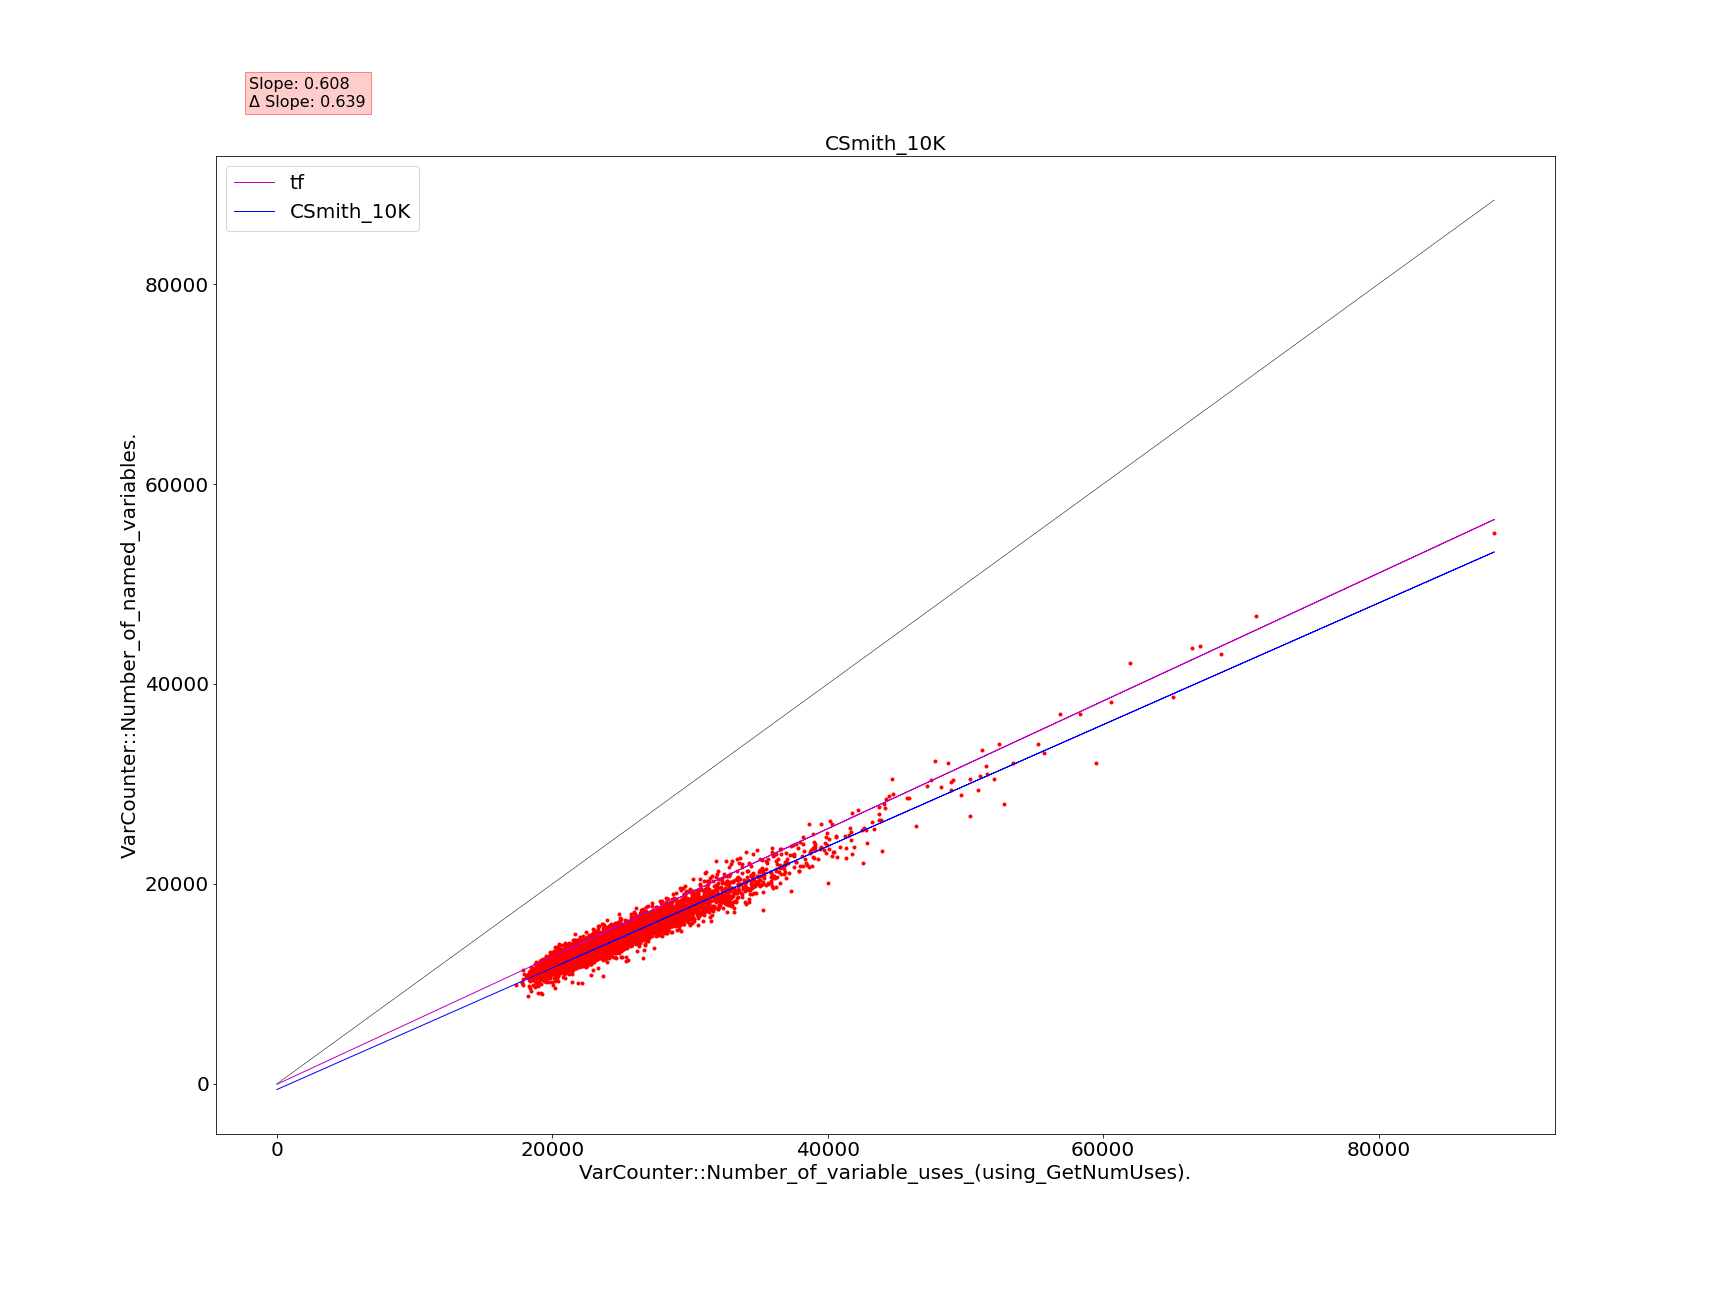 Slope: 0.608
Δ Slope: 0.639
CSmith_10K
tf
CSmith_10K
80000
60000
40000
20000
0
VarCounter::Number_of_named_variables.
0
20000
40000
60000
80000
VarCounter::Number_of_variable_uses_(using_GetNumUses).